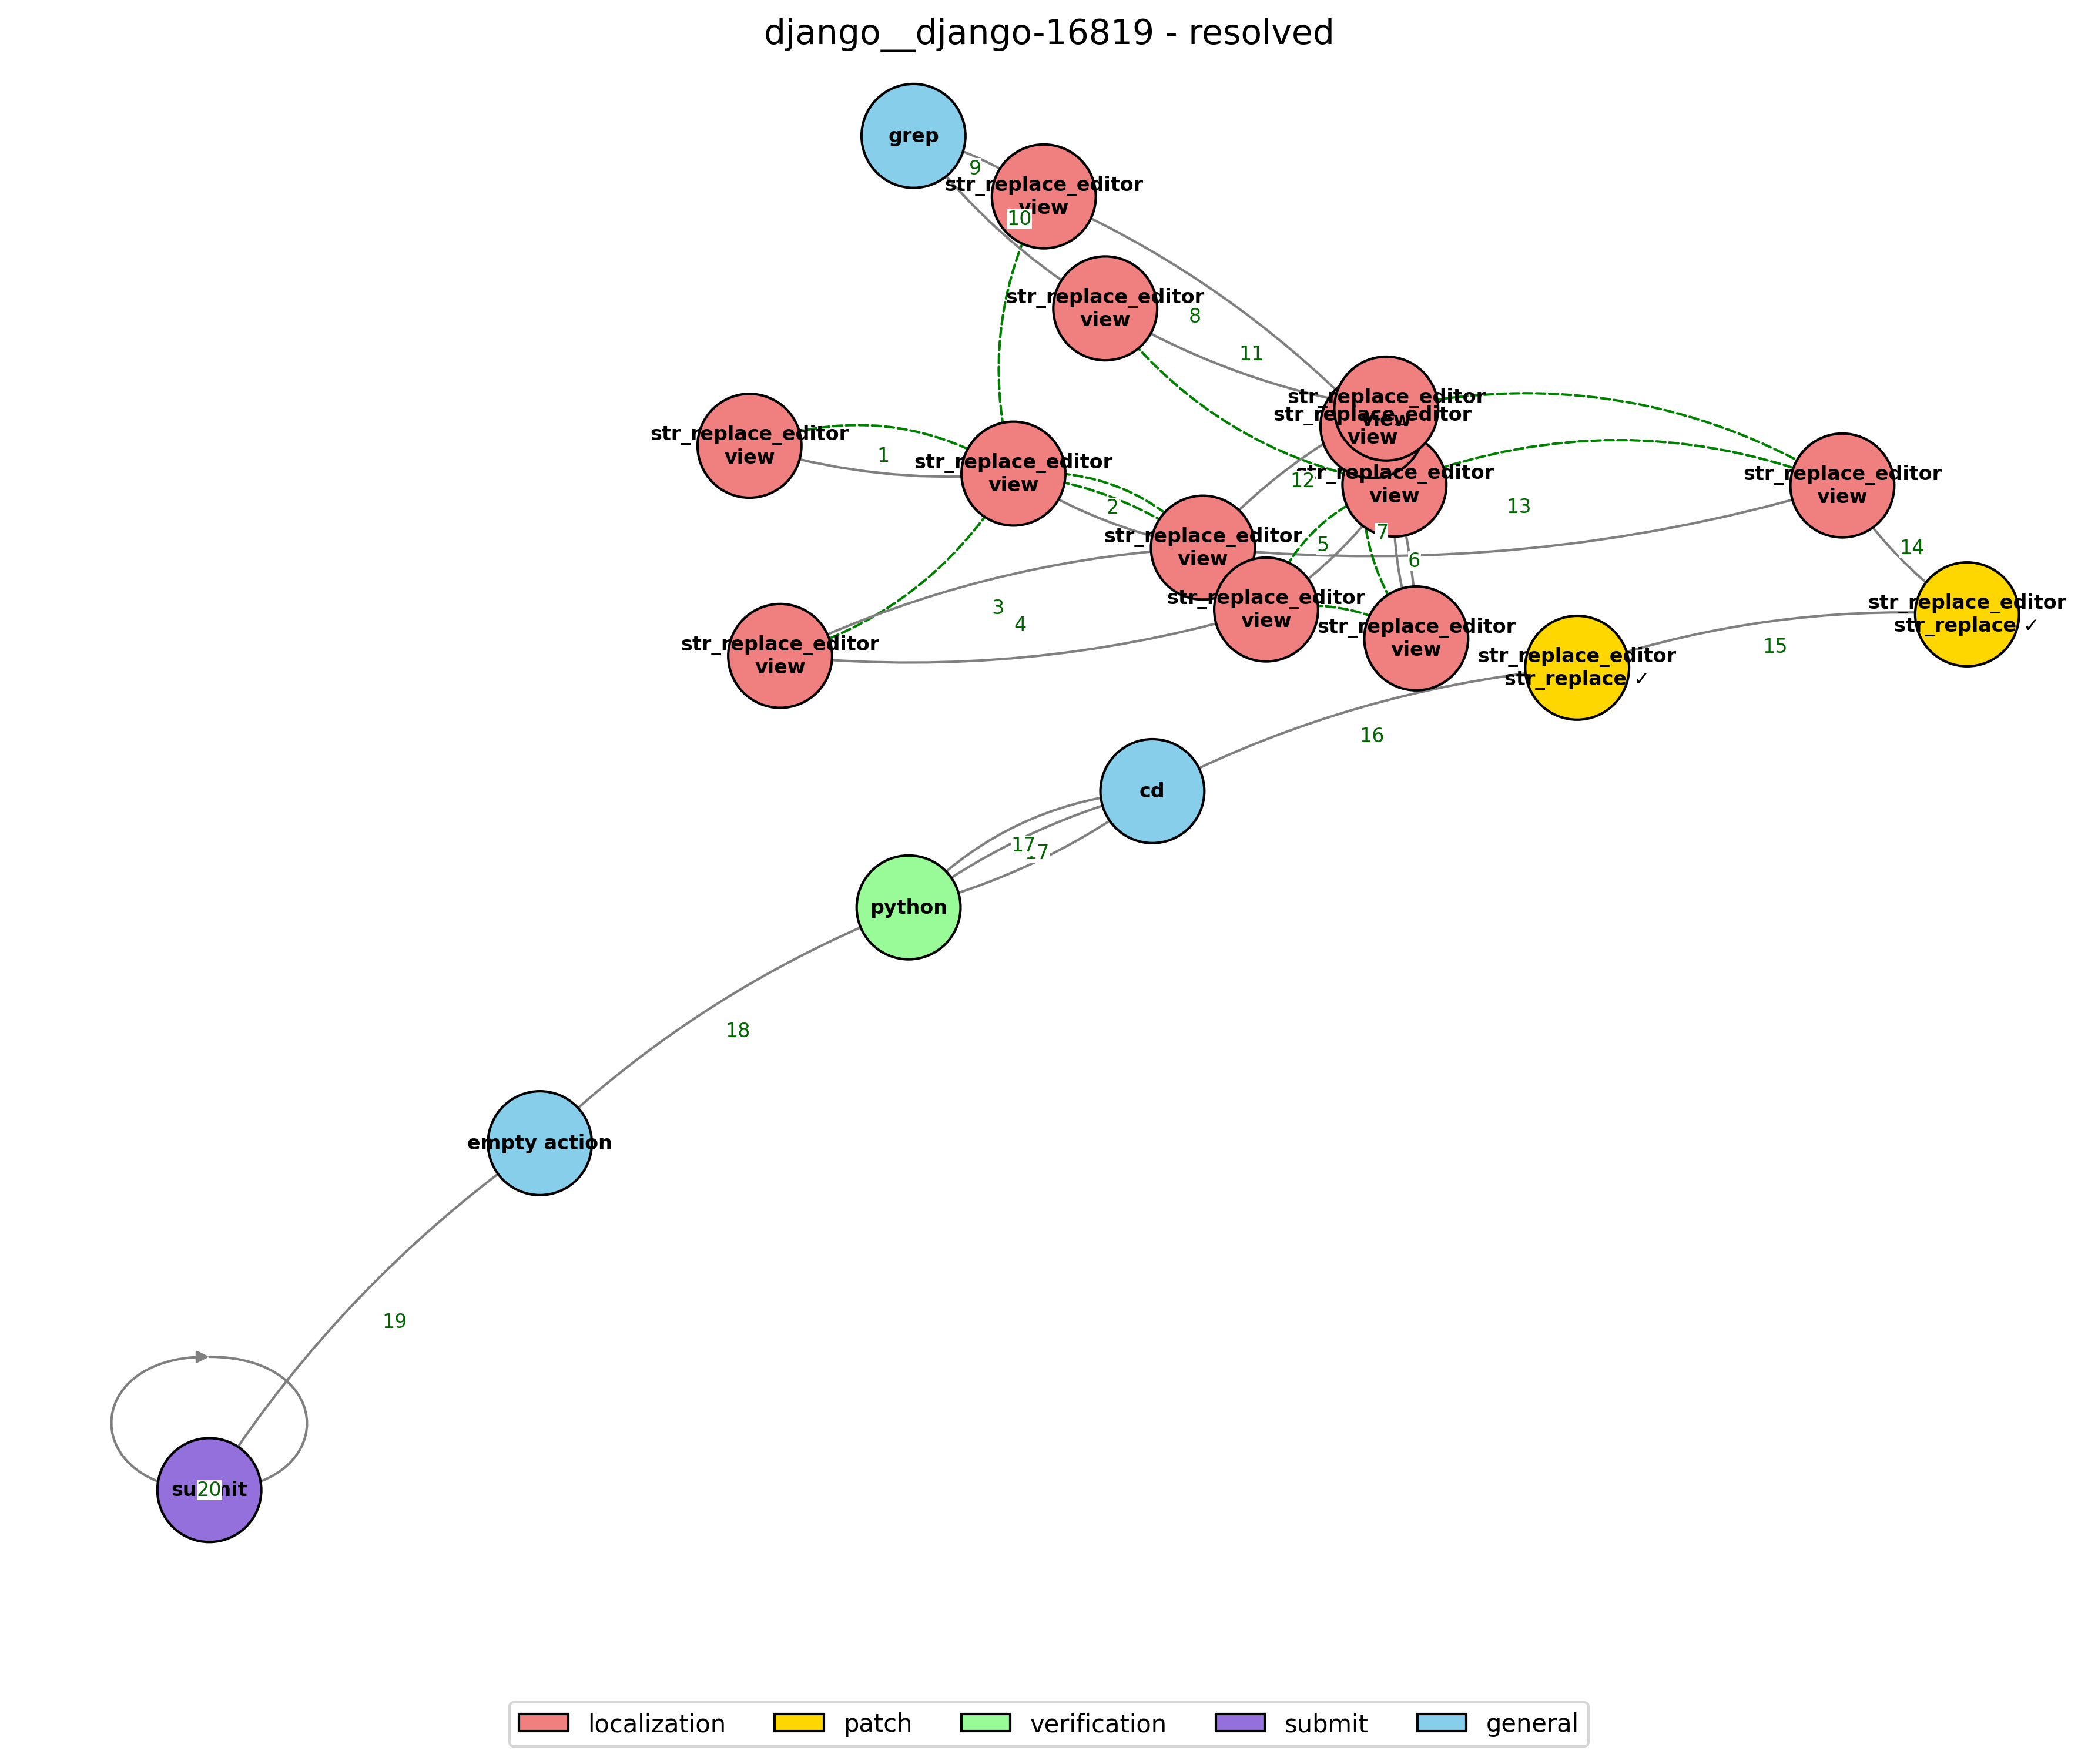 django__django-16819 - resolved
grep
9
str_replace_editor
view
10
str_replace_editor
view
8
11
str_replace_editor
view
str_replace_editor
view
str_replace_editor
view
1
str_replace_editor
view
str_replace_editor
view
str_replace_editor
view
12
13
2
str_replace_editor
view
5
7
6
14
str_replace_editor
view
3
4
str_replace_editor
view
str_replace_editor
view
str_replace_editor
str_replace ✓
15
str_replace_editor
str_replace ✓
16
cd
17
17
python
18
empty action
19
submit
20
localization
patch
verification
submit
general